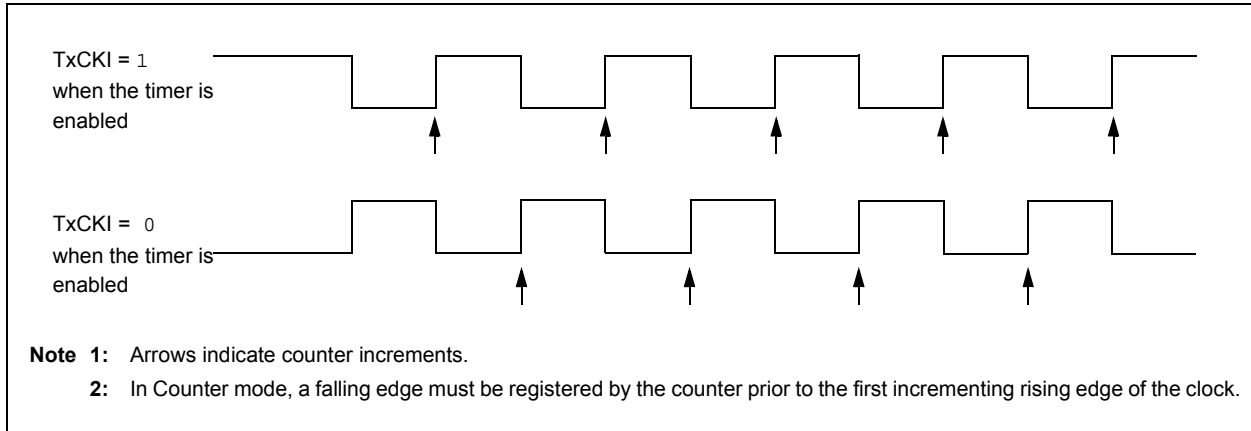 TxCKI = 1
when the timer is
enabled
TxCKI = 0
when the timer is
enabled
Note 1: Arrows indicate counter increments.
2: In Counter mode, a falling edge must be registered by the counter prior to the first incrementing rising edge of the clock.